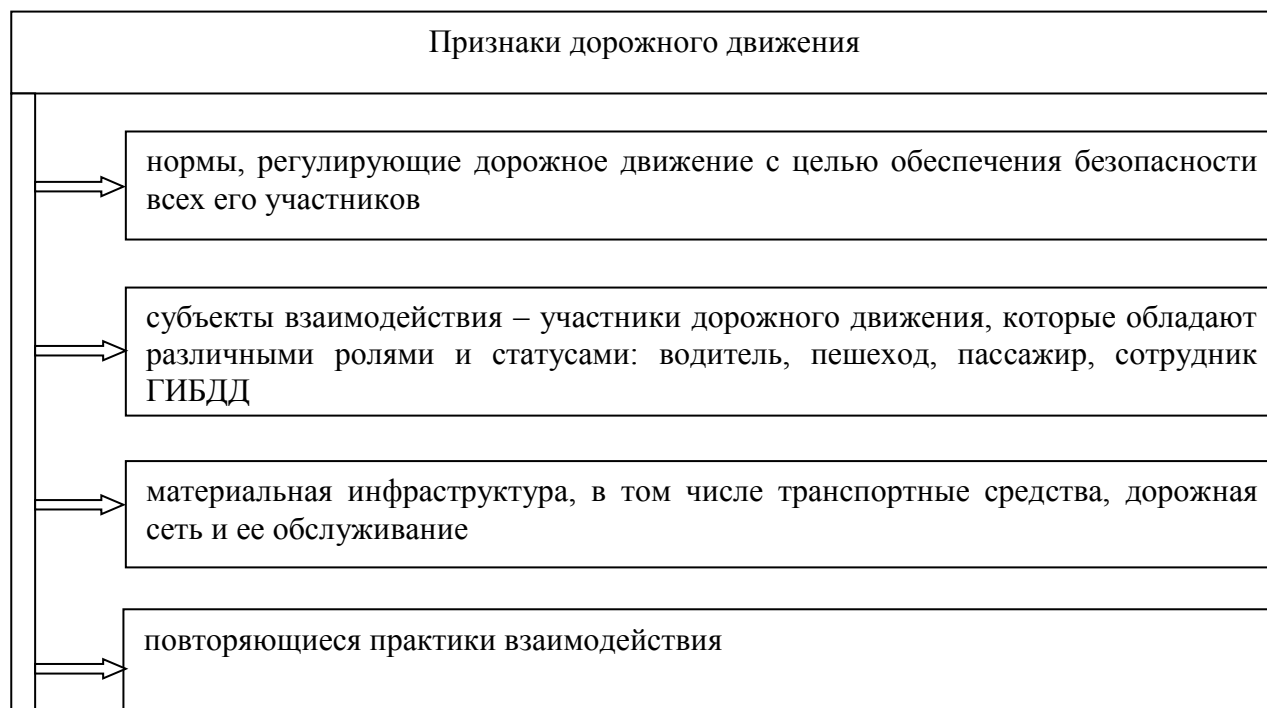 Признаки дорожного движения
нормы, регулирующие дорожное движение с целью обеспечения безопасности
всех его участников
субъекты взаимодействия – участники дорожного движения, которые обладают
различными ролями и статусами: водитель, пешеход, пассажир, сотрудник
ГИБДД
материальная инфраструктура, в том числе транспортные средства, дорожная
сеть и ее обслуживание
повторяющиеся практики взаимодействия